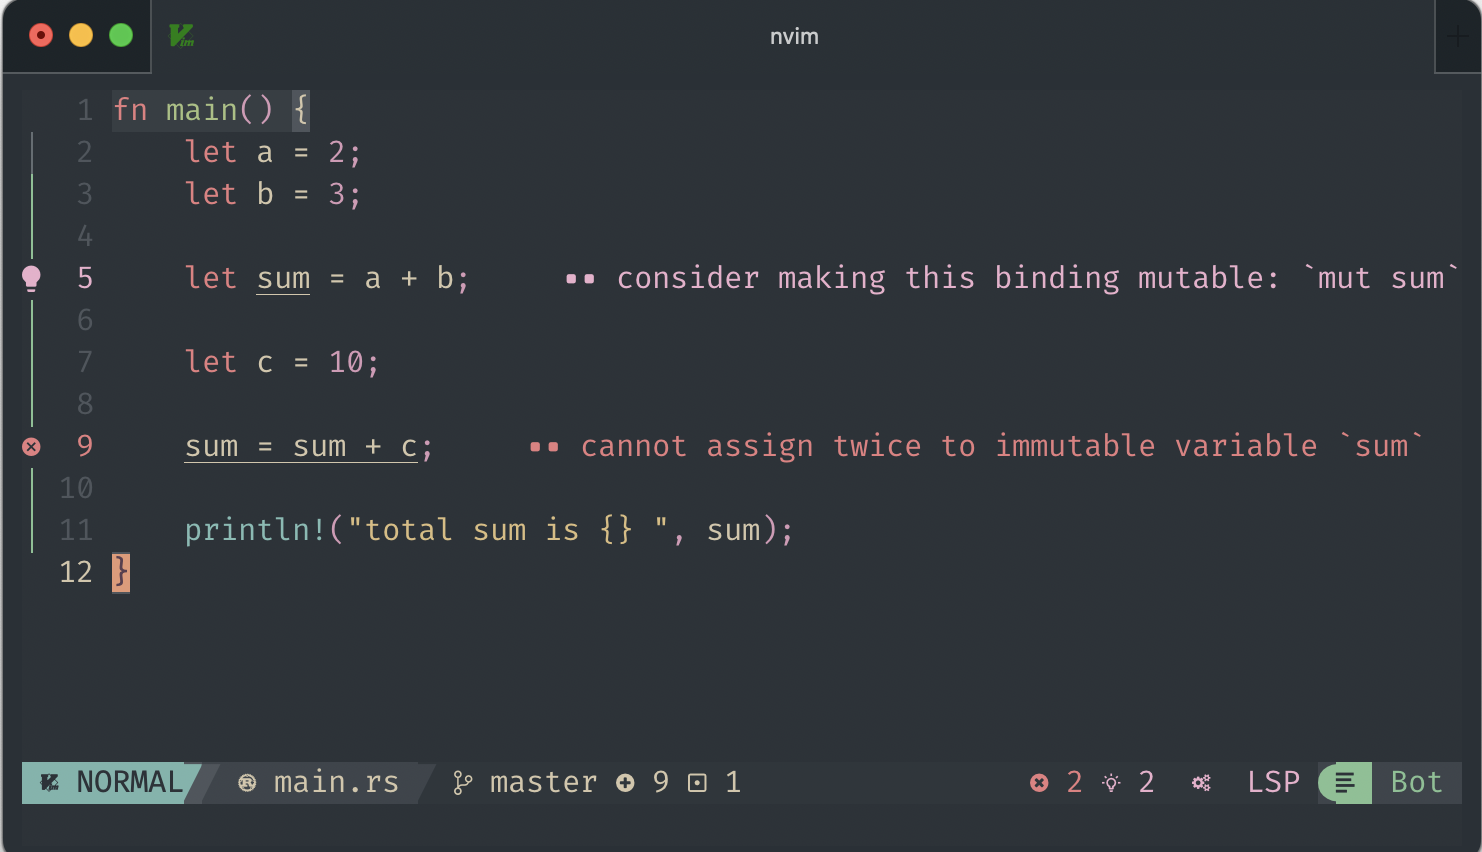 nvim
1 fn main() {
2     let a = 2;
3     let b = 3;
4
5     let sum = a + b;     ▪▪ consider making this binding mutable: `mut sum`
6
7     let c = 10;
8
9     sum = sum + c;     ▪▪ cannot assign twice to immutable variable `sum`
10
11     println!("total sum is {} ", sum);
12 }
NORMAL main.rs master 9 1 2 2 LSP Bot